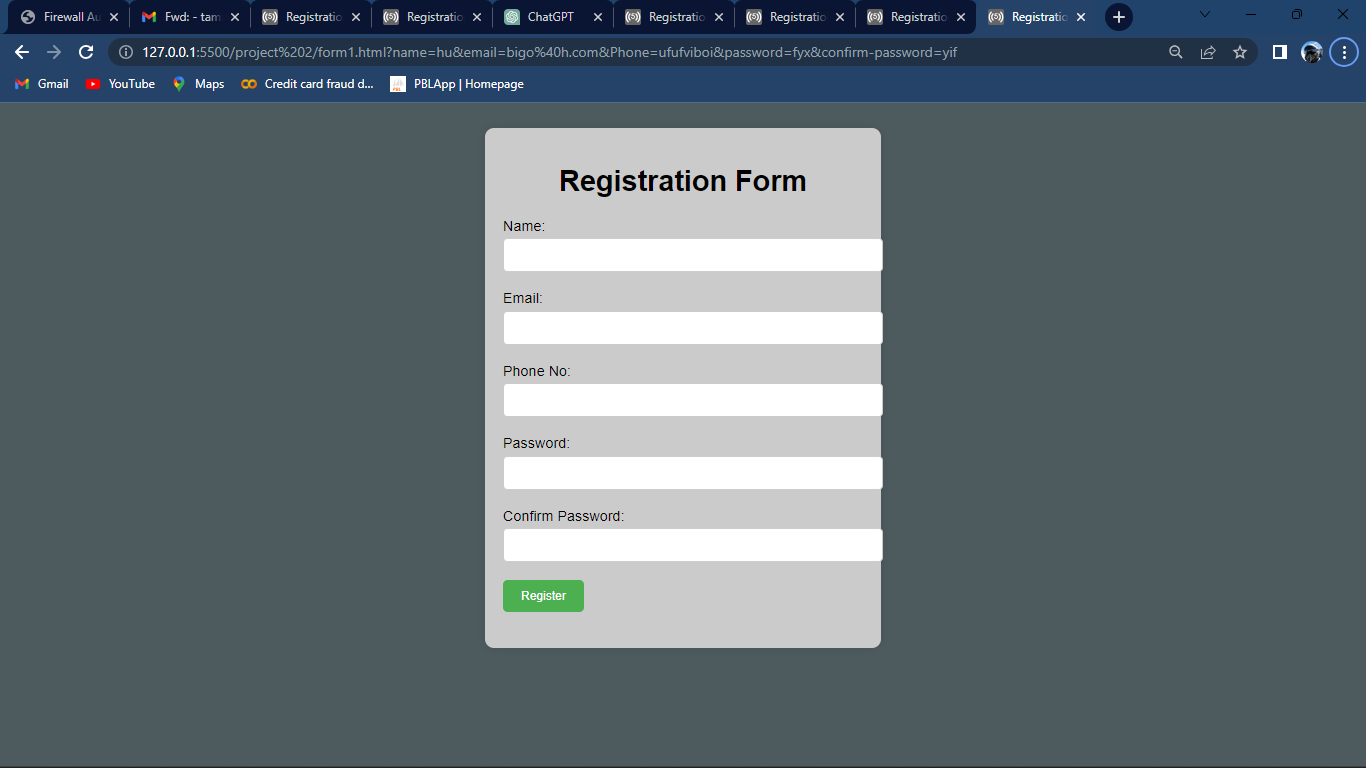 Firewall Au Fwd: - tam Registratio Registratio ChatGPT Registratio Registratio Registratio Registratio
127.0.0.1:5500/project%202/form1.html?name=hu&email=bigo%40h.com&Phone=ufufviboi&password=fyx&confirm-password=yif
Gmail YouTube Maps Credit card fraud d... PBLApp | Homepage
Registration Form
Name:
Email:
Phone No:
Password:
Confirm Password:
Register